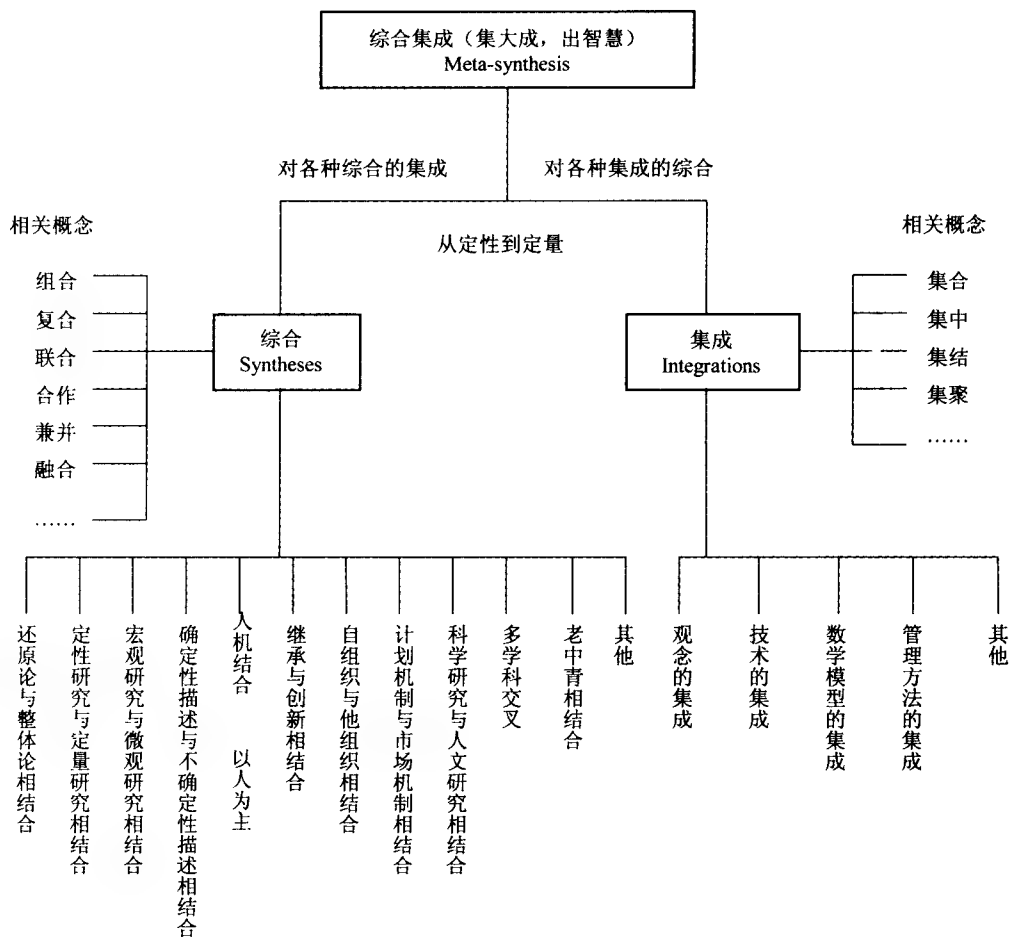 综合集成（集大成，出智慧）
Meta-synthesis
对各种综合的集成
对各种集成的综合
从定性到定量
相关概念
组合
复合
联合
合作
兼并
融合
……
综合
Syntheses
集成
Integrations
相关概念
集合
集中
集结
集聚
……
还原论与整体论相结合
定性研究与定量研究相结合
宏观研究与微观研究相结合
确定性描述与不确定性描述相结合
人机结合 以人为主
继承与创新相结合
自组织与他组织相结合
计划机制与市场机制相结合
科学研究与人文研究相结合
多学科交叉
老中青相结合
其他
观念的集成
技术的集成
数学模型的集成
管理方法的集成
其他